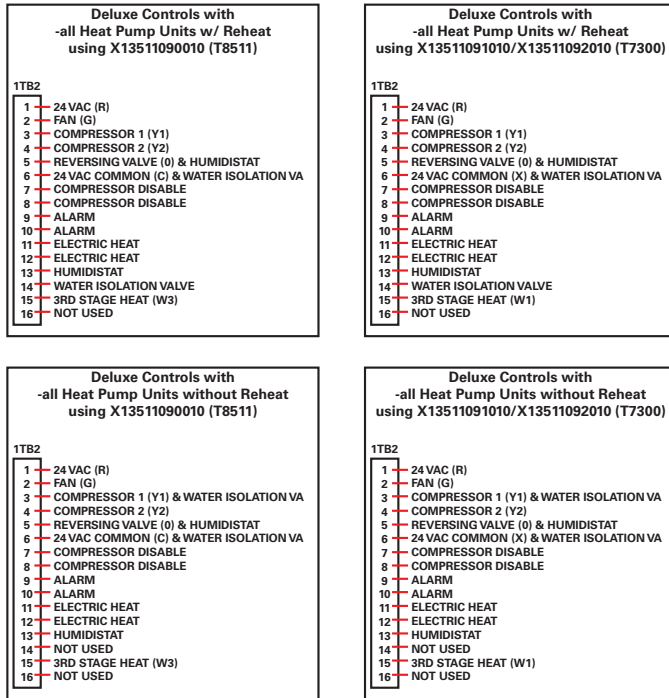 Deluxe Controls with
-all Heat Pump Units w/ Reheat
using X13511090010 (T8511)
1TB2
1 24 VAC (R)
2 FAN (G)
3 COMPRESSOR 1 (Y1)
4 COMPRESSOR 2 (Y2)
5 REVERSING VALVE (0) & HUMIDISTAT
6 24 VAC COMMON (C) & WATER ISOLATION VA
7 COMPRESSOR DISABLE
8 COMPRESSOR DISABLE
9 ALARM
10 ALARM
11 ELECTRIC HEAT
12 ELECTRIC HEAT
13 HUMIDISTAT
14 WATER ISOLATION VALVE
15 3RD STAGE HEAT (W3)
16 NOT USED
Deluxe Controls with
-all Heat Pump Units w/ Reheat
using X13511091010/X13511092010 (T7300)
1TB2
1 24 VAC (R)
2 FAN (G)
3 COMPRESSOR 1 (Y1)
4 COMPRESSOR 2 (Y2)
5 REVERSING VALVE (0) & HUMIDISTAT
6 24 VAC COMMON (X) & WATER ISOLATION VA
7 COMPRESSOR DISABLE
8 COMPRESSOR DISABLE
9 ALARM
10 ALARM
11 ELECTRIC HEAT
12 ELECTRIC HEAT
13 HUMIDISTAT
14 WATER ISOLATION VALVE
15 3RD STAGE HEAT (W1)
16 NOT USED
Deluxe Controls with
-all Heat Pump Units without Reheat
using X13511090010 (T8511)
1TB2
1 24 VAC (R)
2 FAN (G)
3 COMPRESSOR 1 (Y1) & WATER ISOLATION VA
4 COMPRESSOR 2 (Y2)
5 REVERSING VALVE (0) & HUMIDISTAT
6 24 VAC COMMON (C) & WATER ISOLATION VA
7 COMPRESSOR DISABLE
8 COMPRESSOR DISABLE
9 ALARM
10 ALARM
11 ELECTRIC HEAT
12 ELECTRIC HEAT
13 HUMIDISTAT
14 NOT USED
15 3RD STAGE HEAT (W3)
16 NOT USED
Deluxe Controls with
-all Heat Pump Units without Reheat
using X13511091010/X13511092010 (T7300)
1TB2
1 24 VAC (R)
2 FAN (G)
3 COMPRESSOR 1 (Y1) & WATER ISOLATION VA
4 COMPRESSOR 2 (Y2)
5 REVERSING VALVE (0) & HUMIDISTAT
6 24 VAC COMMON (X) & WATER ISOLATION VA
7 COMPRESSOR DISABLE
8 COMPRESSOR DISABLE
9 ALARM
10 ALARM
11 ELECTRIC HEAT
12 ELECTRIC HEAT
13 HUMIDISTAT
14 NOT USED
15 3RD STAGE HEAT (W1)
16 NOT USED